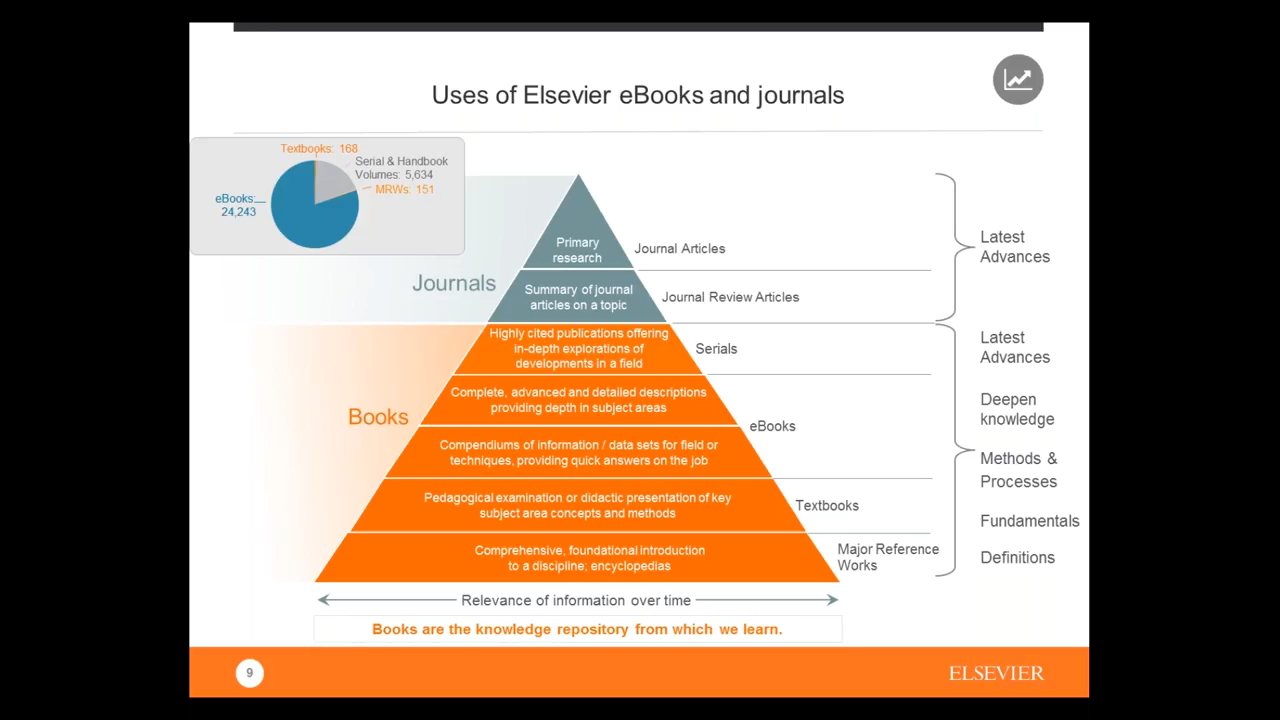 Uses of Elsevier eBooks and journals
Textbooks: 168
Serial & Handbook
Volumes: 5,634
MRWs: 151
eBooks:
24,243
Journals
Primary
research
Journal Articles
Summary of journal
articles on a topic
Journal Review Articles
Latest
Advances
Books
Highly cited publications offering
in-depth explorations of
developments in a field
Serials
Complete, advanced and detailed descriptions
providing depth in subject areas
eBooks
Compendiums of information / data sets for field or
techniques, providing quick answers on the job
Pedagogical examination or didactic presentation of key
subject area concepts and methods
Textbooks
Comprehensive, foundational introduction
to a discipline; encyclopedias
Major Reference
Works
Latest
Advances
Deepen
knowledge
Methods &
Processes
Fundamentals
Definitions
Relevance of information over time
Books are the knowledge repository from which we learn.
9
ELSEVIER